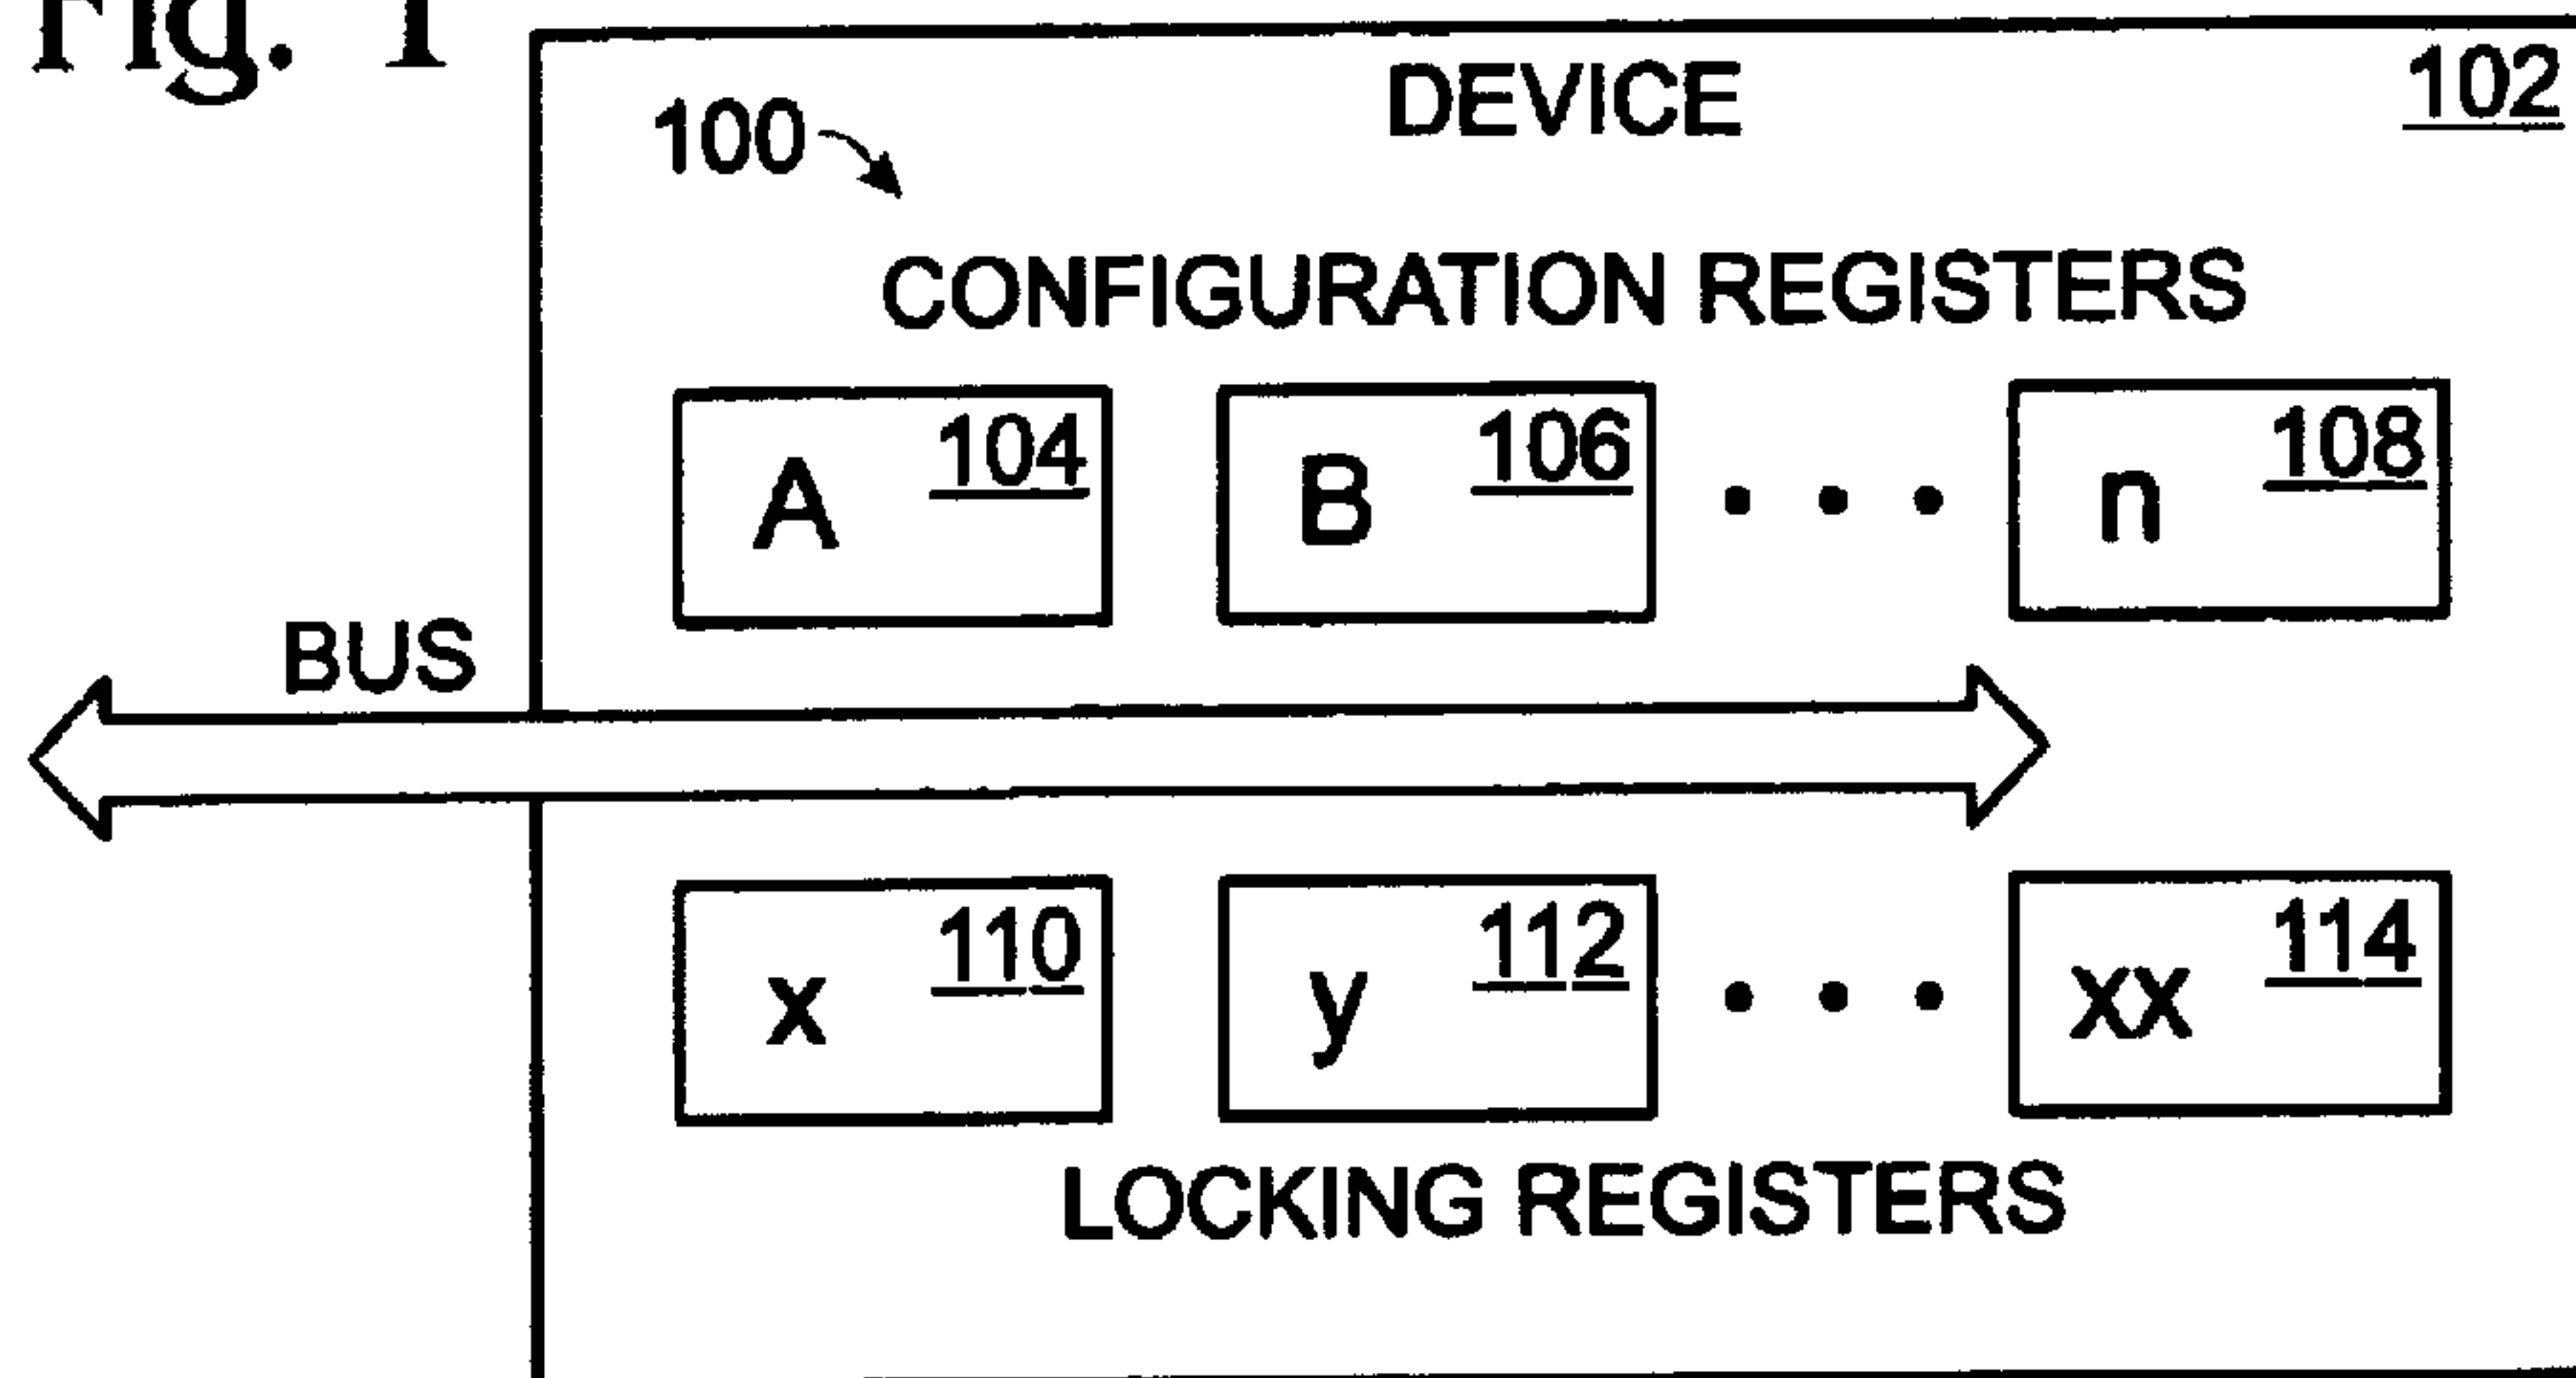 Fig. 1
DEVICE 102
100
CONFIGURATION REGISTERS
A 104 B 106 • • • n 108
BUS
x 110 y 112 • • • xx 114
LOCKING REGISTERS